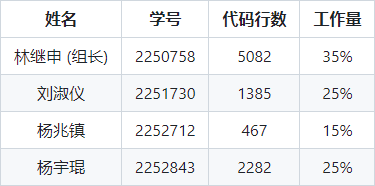 姓名 学号 代码行数 工作量
林继申 (组长) 2250758 5082 35%
刘淑仪 2251730 1385 25%
杨兆镇 2252712 467 15%
杨宇琨 2252843 2282 25%